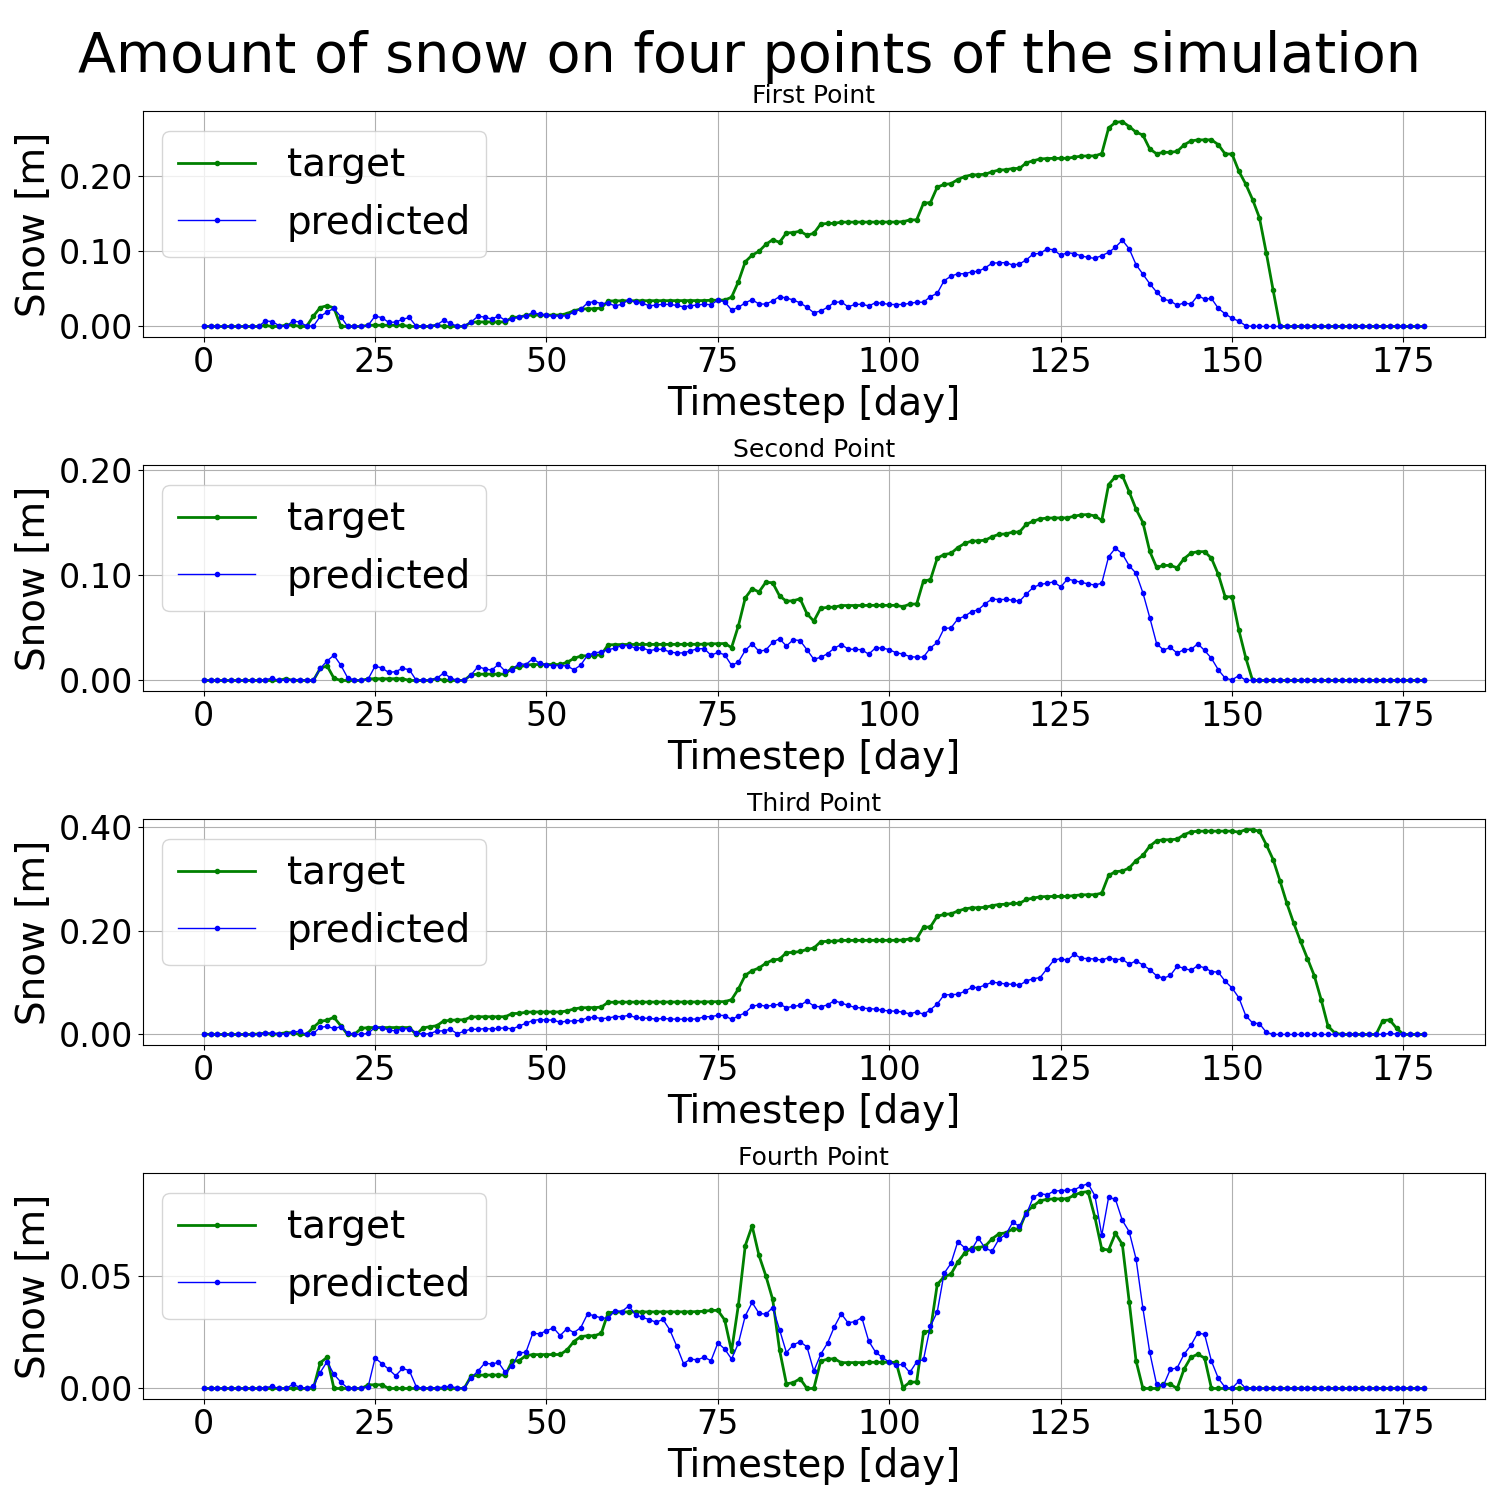 Amount of snow on four points of the simulation
First Point
Snow [m]
0.20
0.10
0.00
target
predicted
0 25 50 75 100 125 150 175
Timestep [day]
Second Point
Snow [m]
0.20
0.10
0.00
target
predicted
0 25 50 75 100 125 150 175
Timestep [day]
Third Point
Snow [m]
0.40
0.20
0.00
target
predicted
0 25 50 75 100 125 150 175
Timestep [day]
Fourth Point
Snow [m]
0.05
0.00
target
predicted
0 25 50 75 100 125 150 175
Timestep [day]